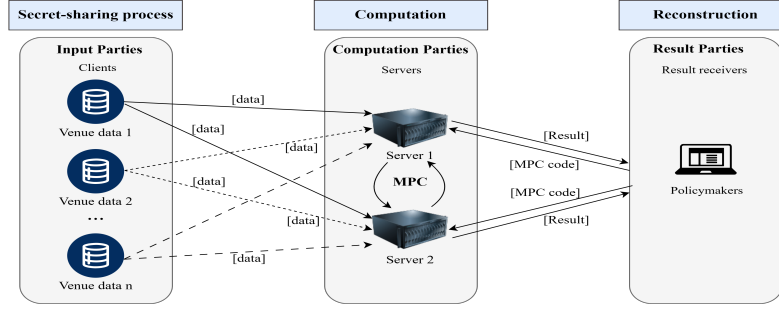 Secret-sharing process
Computation
Reconstruction
Input Parties
Clients
Venue data 1
Venue data 2
...
Venue data n
[data]
[data]
[data]
[data]
[data]
Computation Parties
Servers
Server 1
MPC
Server 2
[Result]
[MPC code]
[MPC code]
[Result]
Result Parties
Result receivers
Policymakers